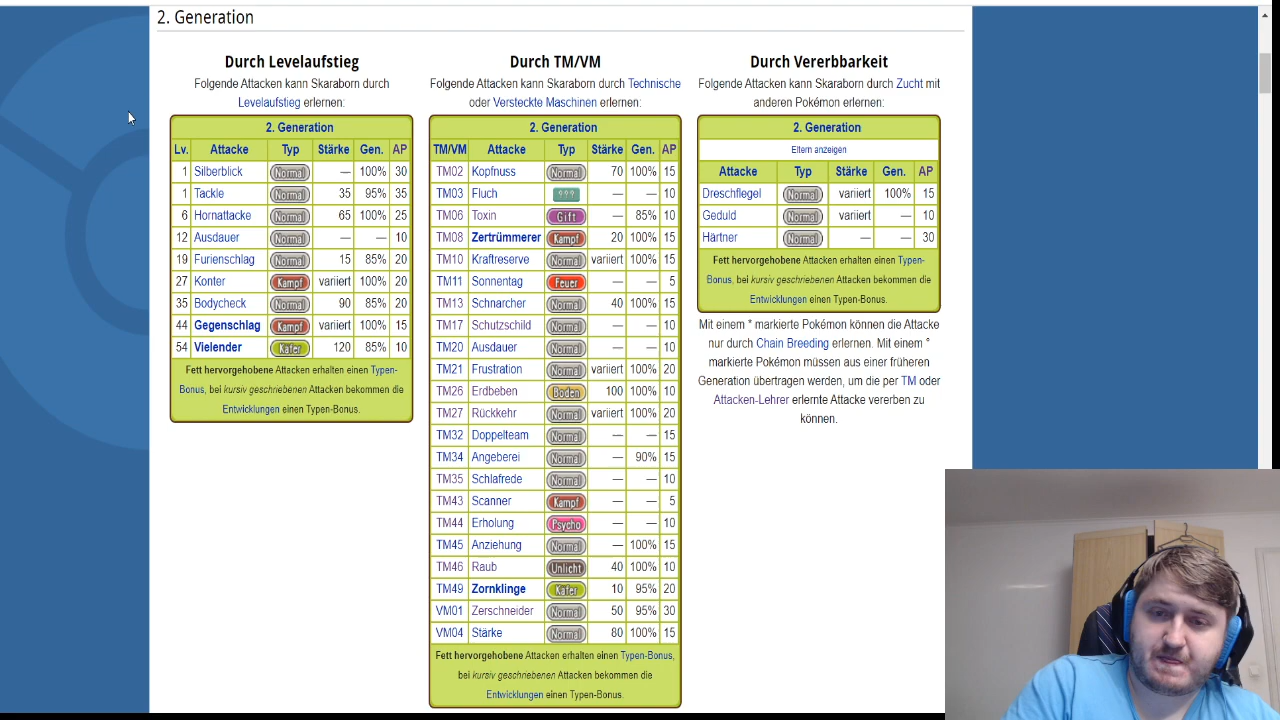 2. Generation
Durch Levelaufstieg
Folgende Attacken kann Skaraborn durch
Levelaufstieg erlernen:
2. Generation
Lv. Attacke Typ Stärke Gen. AP
1 Silberblick Normal — 100% 30
1 Tackle Normal 35 95% 35
6 Hornattacke Normal 65 100% 25
12 Ausdauer Normal — — 10
19 Furienschlag Normal 15 85% 20
27 Konter Kampf variiert 100% 20
35 Bodycheck Normal 90 85% 20
44 Gegenschlag Kampf variiert 100% 15
54 Vielender Käfer 120 85% 10
Fett hervorgehobene Attacken erhalten einen Typen-
Bonus, bei kursiv geschriebenen Attacken bekommen die
Entwicklungen einen Typen-Bonus.
Durch TM/VM
Folgende Attacken kann Skaraborn durch Technische
oder Versteckte Maschinen erlernen:
2. Generation
TM/VM Attacke Typ Stärke Gen. AP
TM02 Kopfnuss Normal 70 100% 15
TM03 Fluch ??? — — 10
TM06 Toxin Gift — 85% 10
TM08 Zertrümmerer Kampf 20 100% 15
TM10 Kraftreserve Normal variiert 100% 15
TM11 Sonnentag Feuer — — 5
TM13 Schnarcher Normal 40 100% 15
TM17 Schutzschild Normal — — 10
TM20 Ausdauer Normal — — 10
TM21 Frustration Normal variiert 100% 20
TM26 Erdbeben Boden 100 100% 10
TM27 Rückkehr Normal variiert 100% 20
TM32 Doppelteam Normal — — 15
TM34 Angeberei Normal — 90% 15
TM35 Schlafrede Normal — — 10
TM43 Scanner Kampf — — 5
TM44 Erholung Psycho — — 10
TM45 Anziehung Normal — 100% 15
TM46 Raub Unlicht 40 100% 10
TM49 Zornklinge Käfer 10 95% 20
VM01 Zerschneider Normal 50 95% 30
VM04 Stärke Normal 80 100% 15
Fett hervorgehobene Attacken erhalten einen Typen-Bonus,
bei kursiv geschriebenen Attacken bekommen die
Entwicklungen einen Typen-Bonus.
Durch Vererbbarkeit
Folgende Attacken kann Skaraborn durch Zucht mit
anderen Pokémon erlernen:
2. Generation
Eltern anzeigen
Attacke Typ Stärke Gen. AP
Dreschflegel Normal variiert 100% 15
Geduld Normal variiert — 10
Härtner Normal — — 30
Fett hervorgehobene Attacken erhalten einen Typen-
Bonus, bei kursiv geschriebenen Attacken bekommen die
Entwicklungen einen Typen-Bonus.
Mit einem * markierte Pokémon können die Attacke
nur durch Chain Breeding erlernen. Mit einem °
markierte Pokémon müssen aus einer früheren
Generation übertragen werden, um die per TM oder
Attacken-Lehrer erlernte Attacke vererben zu
können.